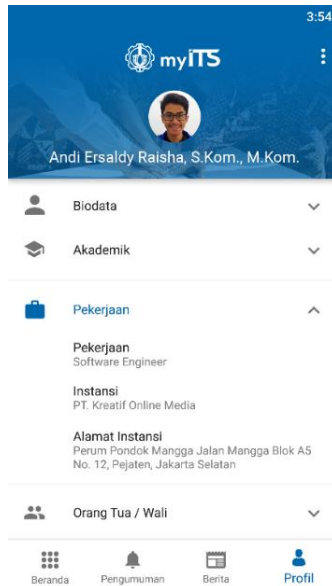 3:54
myITS
Andi Ersaldy Raisha, S.Kom., M.Kom.
Biodata
Akademik
Pekerjaan
Pekerjaan
Software Engineer
Instansi
PT. Kreatif Online Media
Alamat Instansi
Perum Pondok Mangga Jalan Mangga Blok A5
No. 12, Pejaten, Jakarta Selatan
Orang Tua / Wali
Beranda Pengumuman Berita Profil